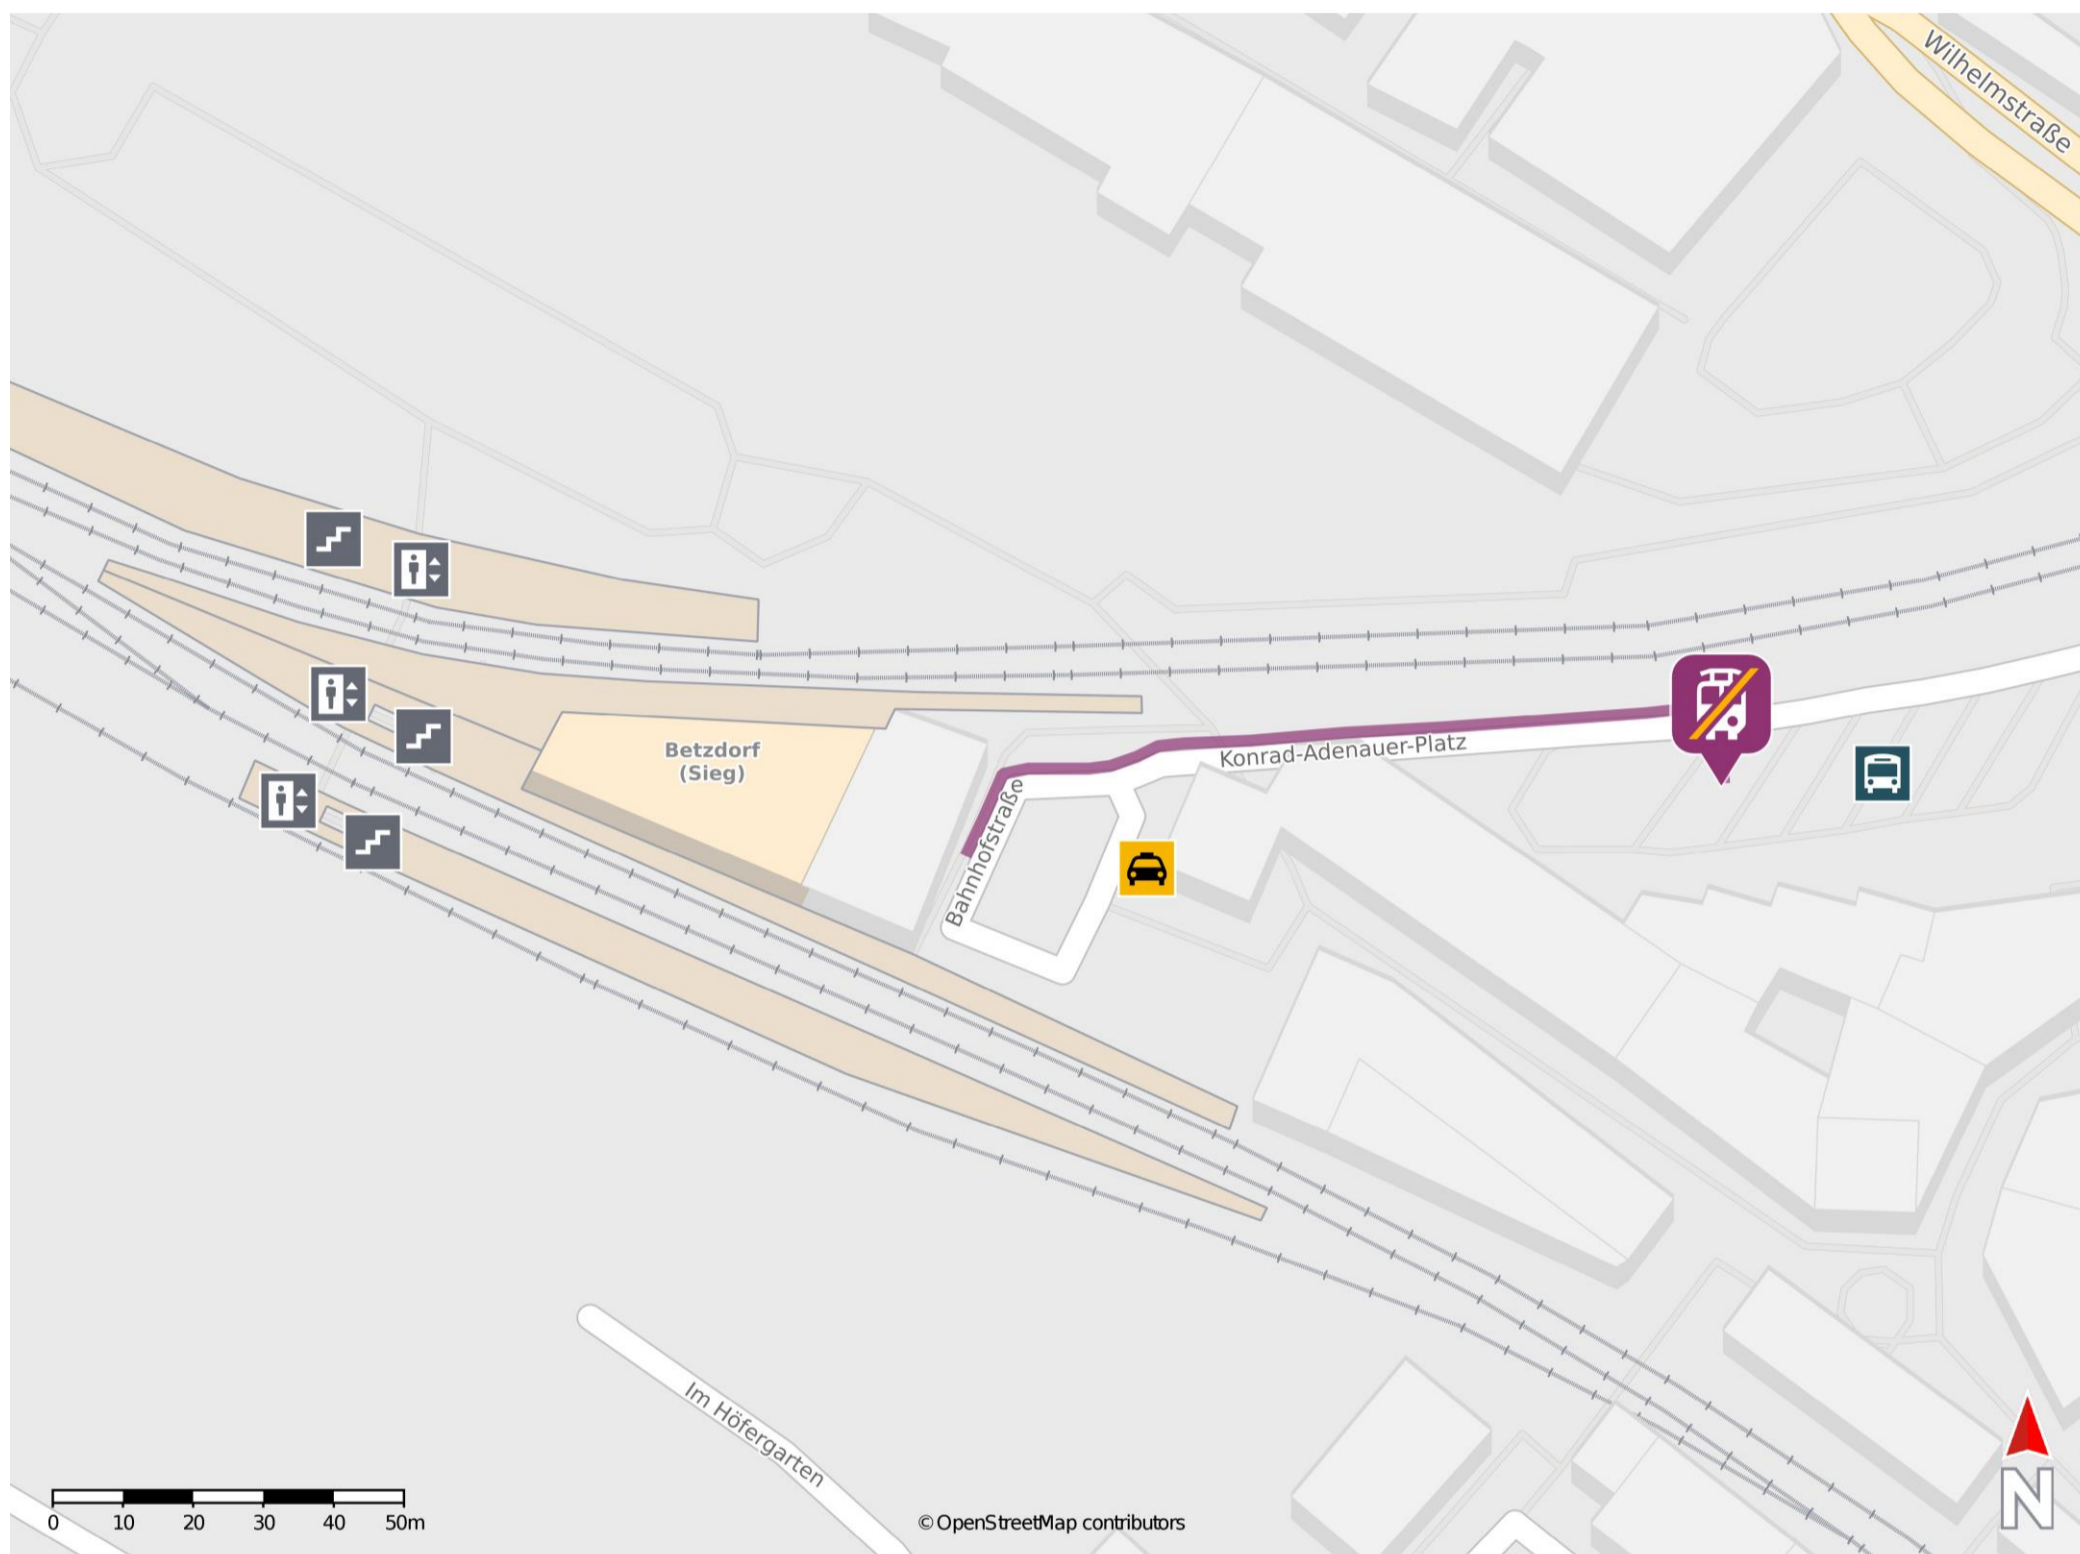 Wilhelmstraße
Betzdorf
(Sieg)
Konrad-Adenauer-Platz
Bahnhofstraße
Im Höfergarten
0 10 20 30 40 50m
© OpenStreetMap contributors
N